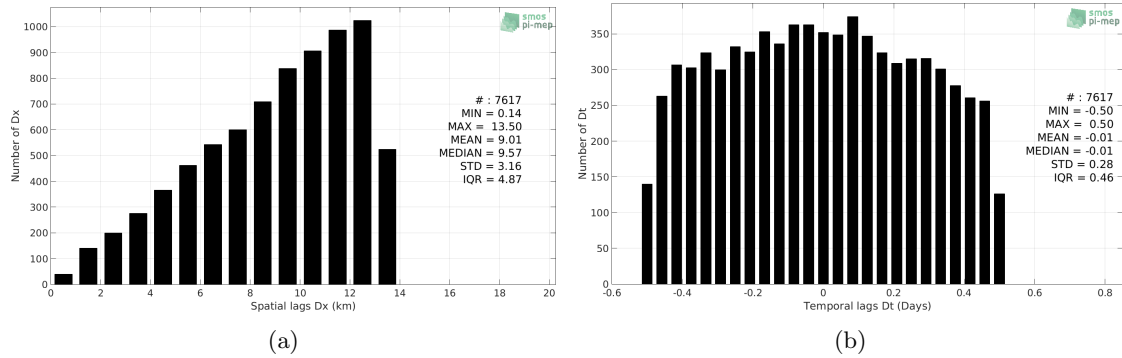 1000
900
800
700
600
500
400
300
200
100
0
Number of Dx
0
2
4
6
8
10
12
14
16
18
20
Spatial lags Dx (km)
smos
pi-mep
# : 7617
MIN = 0.14
MAX = 13.50
MEAN = 9.01
MEDIAN = 9.57
STD = 3.16
IQR = 4.87
(a)
350
300
250
200
150
100
50
0
Number of Dt
-0.6
-0.4
-0.2
0
0.2
0.4
0.6
0.8
Temporal lags Dt (Days)
smos
pi-mep
# : 7617
MIN = -0.50
MAX = 0.50
MEAN = -0.01
MEDIAN = -0.01
STD = 0.28
IQR = 0.46
(b)